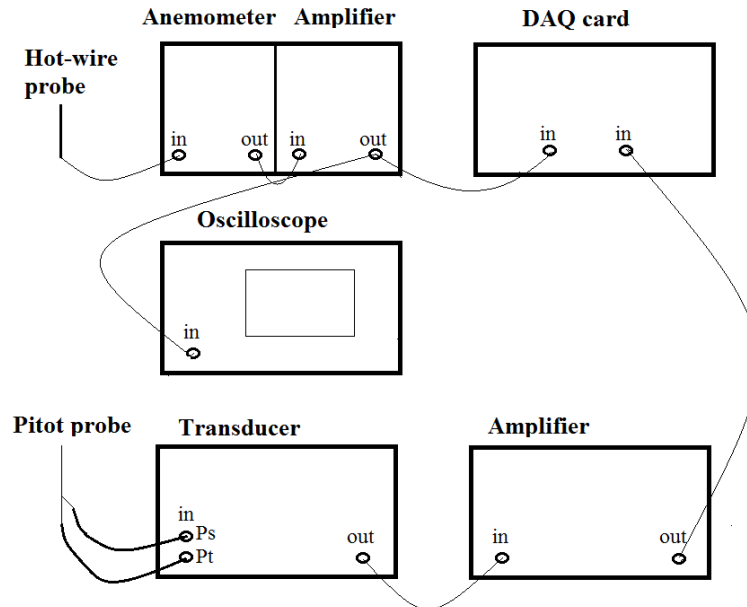 Anemometer Amplifier DAQ card
Hot-wire
probe
in out in out in in
Oscilloscope
in
Pitot probe Transducer Amplifier
in
Ps
Pt out in out